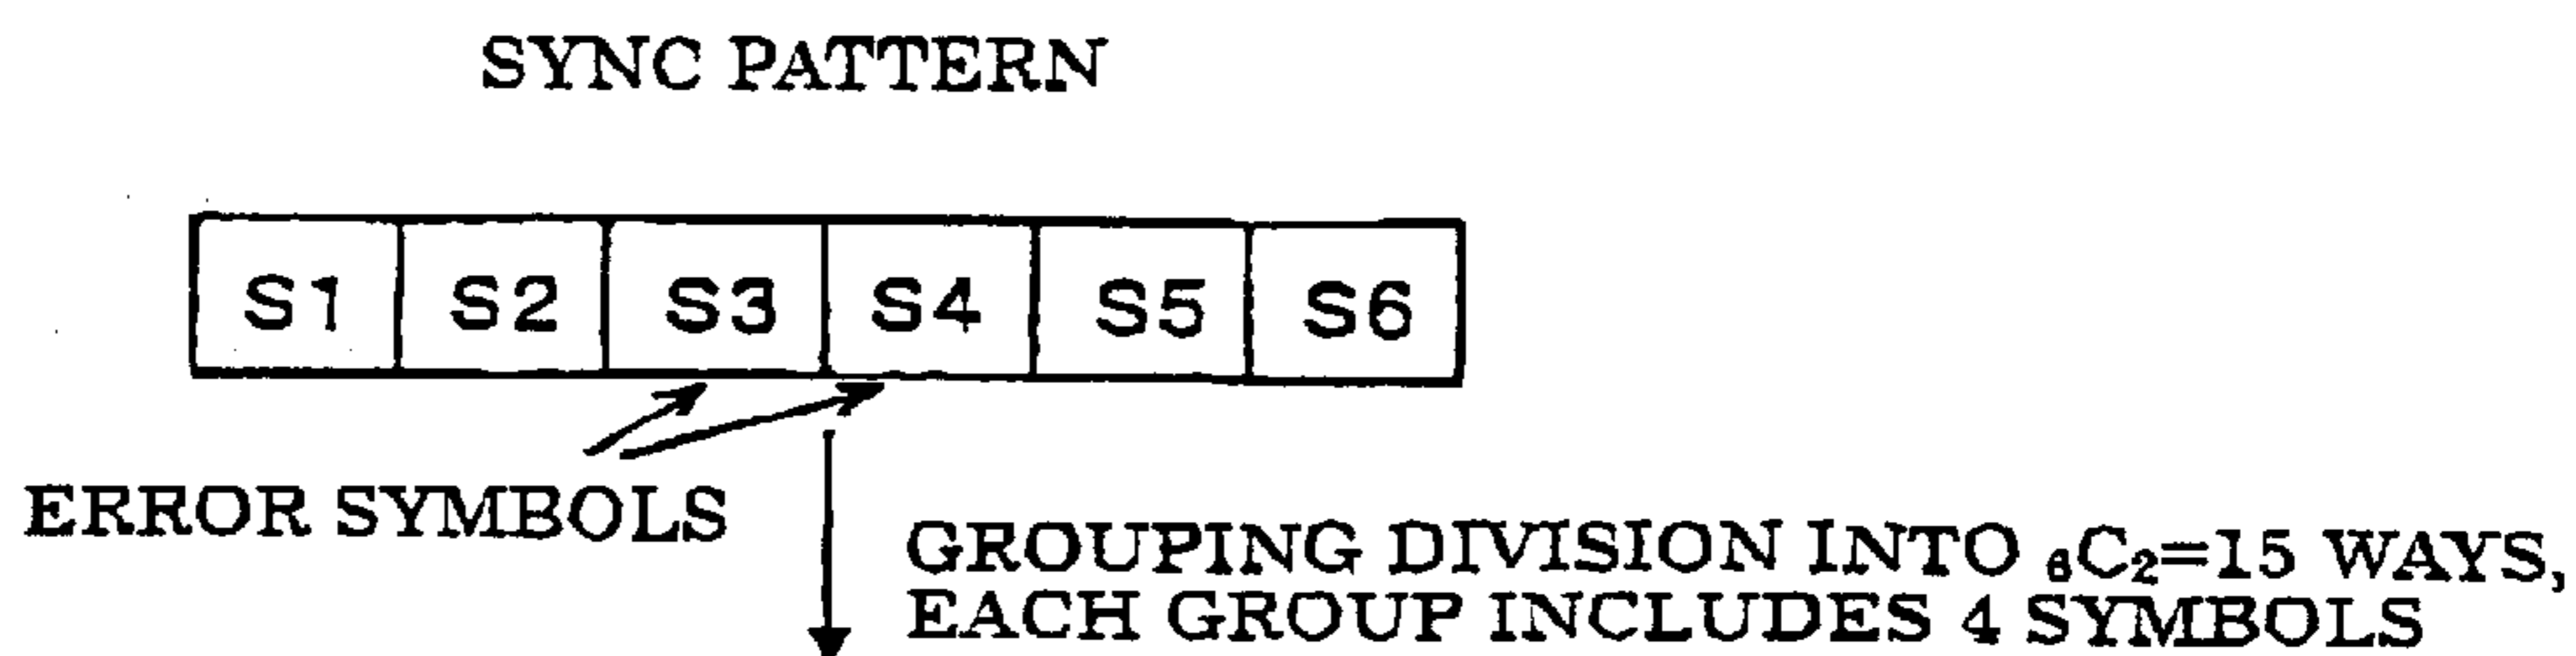 SYNC PATTERN
S1 S2 S3 S4 S5 S6
ERROR SYMBOLS
GROUPING DIVISION INTO ₆C₂=15 WAYS,
EACH GROUP INCLUDES 4 SYMBOLS